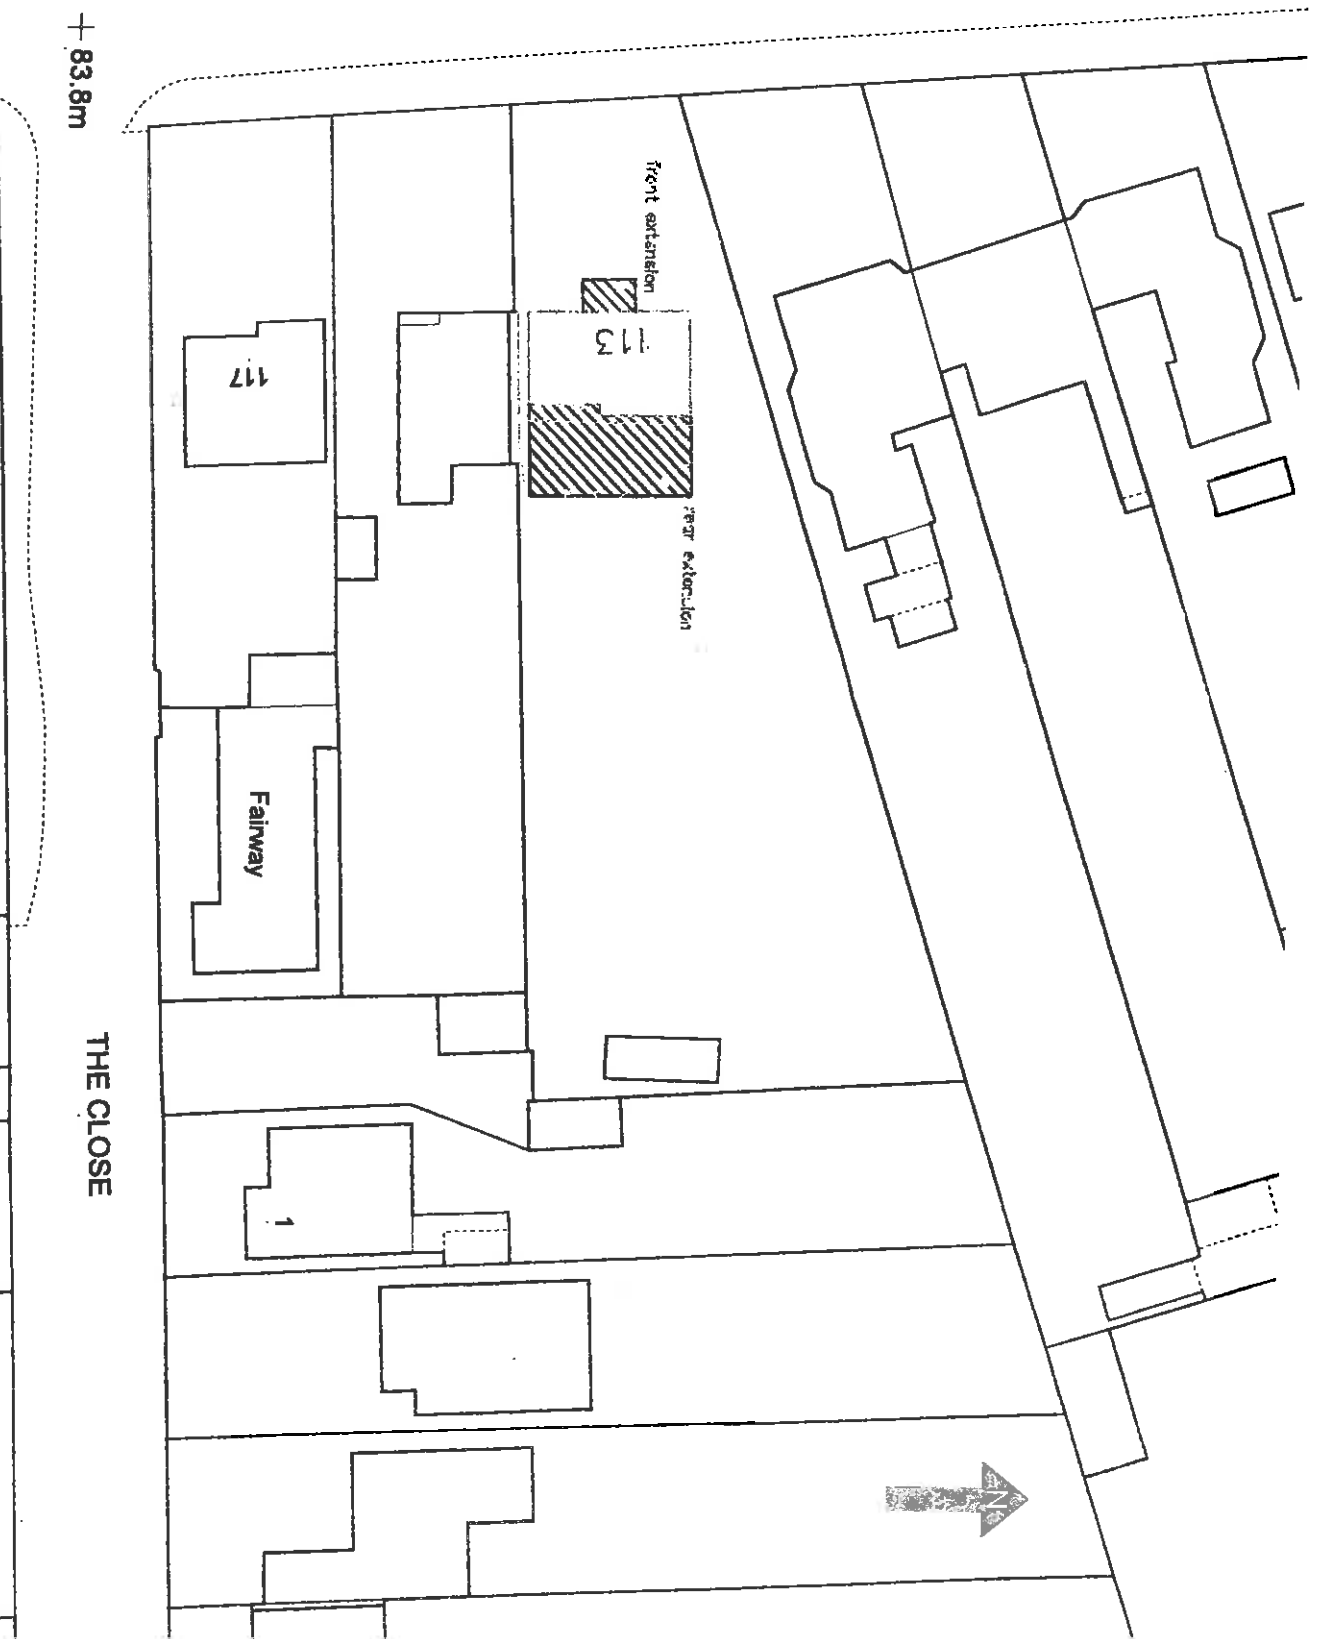 83.8m
front extension
113
117
rear extension
Fairway
THE CLOSE
1
N